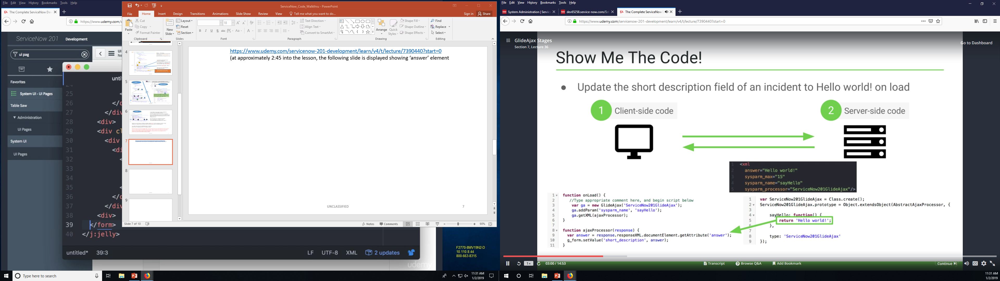 File Edit View History Bookmarks Tools Help
The Complete ServiceNow De
https://www.udemy.com/s
ServiceNow 201 Development
ui pag
UI
Ne
Favorites
System UI - UI Pages
Table Saw
Administration
UI Pages
System UI
UI Pages
unti
25 <
26 </d
27 </div
28 <div>
29 <div cl
30 <div
31 <di
32 <
33
34
35 <
36 </d
37 </div
38 <div>
39 </form>
40 </j:jelly>
untitled* 39:3 LF UTF-8 XML 2 updates
udemy
ServiceNow_Code_Walkthru - PowerPoint
File Home Insert Design Transitions Animations Slide Show Review View Tell me what you want to do... Sign in Share
Paste
Cut
Copy
Format Painter
Clipboard
New
Slide
Layout
Reset
Section
Slides
18
B I U S abc AV Aa A
Font
Text Direction
Align Text
Convert to SmartArt
Paragraph
Arrange
Quick
Styles
Shape Fill
Shape Outline
Shape Effects
Drawing
Find
Replace
Select
Editing
4
5
6
7
8
9
https://www.udemy.com/servicenow-201-development/learn/v4/t/lecture/7390440?start=0
(at approximately 2:45 into the lesson, the following slide is displayed showing ‘answer’ element
UNCLASSIFIED 7
Slide 7 of 10 Notes Comments 90%
F2770-8MV19N2-D
10.110.8.44
800-663-8315
Type here to search
11:31 AM
1/2/2019
File Edit View History Bookmarks Tools Help
System Administration | Servic
dev65258.service-now.com/$st
The Complete ServiceNow
https://www.udemy.com/servicenow-201-development/learn/v4/t/lecture/7390440?start=0
GlideAjax Stages
Section 7, Lecture 36
Go to Dashboard
Show Me The Code!
● Update the short description field of an incident to Hello world! on load
1 Client-side code
2 Server-side code
1 <xml
2 answer="Hello world!"
3 sysparm_max="15"
4 sysparm_name="sayHello"
5 sysparm_processor="ServiceNow201GlideAjax"/>
1 function onLoad() {
2 //Type appropriate comment here, and begin script below
3 var ga = new GlideAjax('ServiceNow201GlideAjax');
4 ga.addParam('sysparm_name', 'sayHello');
5 ga.getXML(ajaxProcessor);
6 }
7
8 function ajaxProcessor(response) {
9 var answer = response.responseXML.documentElement.getAttribute('answer');
10 g_form.setValue('short_description', answer);
11 }
1 var ServiceNow201GlideAjax = Class.create();
2 ServiceNow201GlideAjax.prototype = Object.extendsObject(AbstractAjaxProcessor, {
3
4 sayHello: function() {
5 return 'Hello world!';
6 },
7
8 type: 'ServiceNow201GlideAjax'
9 });
1x 03:00 / 14:53 Transcript Browse Q&A Add Bookmark Continue CC
11:31 AM
1/2/2019